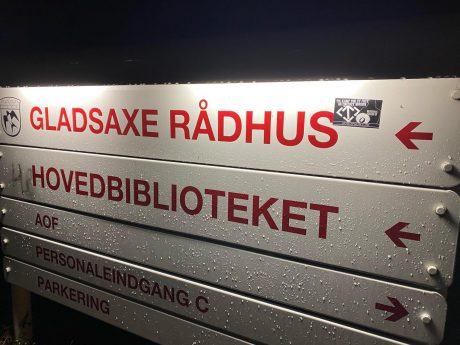 GLADSAXE RÅDHUS
HOVEDBIBLIOTEKET
AOF
PERSONALEINDGANG C
PARKERING